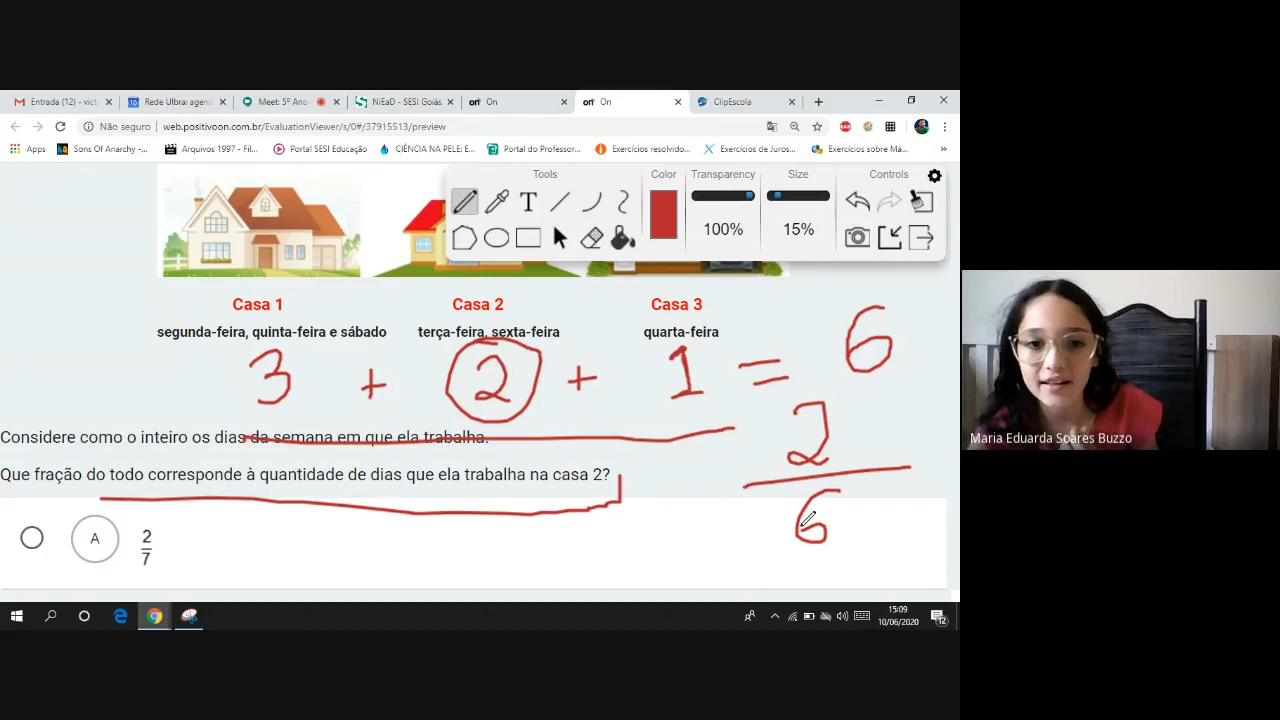 Entrada (12) - vict
Rede Ulbra: agend
Meet: 5º Ano
NiEaD - SESI Goiás
On
On
ClipEscola
Não seguro
web.positivoon.com.br/EvaluationViewer/s/0#/37915513/preview
Apps
Sons Of Anarchy -...
Arquivos 1997 - Fil...
Portal SESI Educação
CIÊNCIA NA PELE: E...
Portal do Professor...
Exercícios resolvido...
Exercícios de Juros...
Exercícios sobre Má...
»
Tools
Color
Transparency
Size
Controls
T
100%
15%
Casa 1
Casa 2
Casa 3
segunda-feira, quinta-feira e sábado
terça-feira, sexta-feira
quarta-feira
3 + 2 + 1 = 6
Considere como o inteiro os dias da semana em que ela trabalha.
Que fração do todo corresponde à quantidade de dias que ela trabalha na casa 2?
2
6
A
2
7
Maria Eduarda Soares Buzzo
15:09
10/06/2020
12